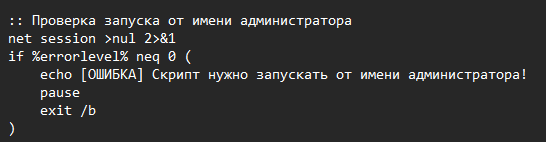 :: Проверка запуска от имени администратора
net session >nul 2>&1
if %errorlevel% neq 0 (
    echo [ОШИБКА] Скрипт нужно запускать от имени администратора!
    pause
    exit /b
)